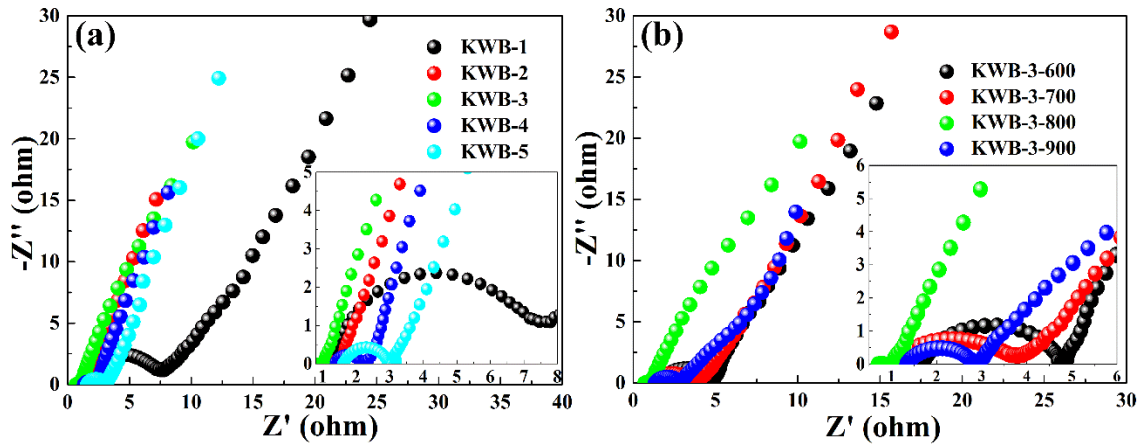 (a)
KWB-1
KWB-2
KWB-3
KWB-4
KWB-5
30
25
20
15
10
5
0
-Z'' (ohm)
0 5 10 15 20 25 30 35 40
Z' (ohm)
5
4
3
2
1
0
1 2 3 4 5 6 7 8
(b)
KWB-3-600
KWB-3-700
KWB-3-800
KWB-3-900
30
25
20
15
10
5
0
-Z'' (ohm)
0 5 10 15 20 25 30
Z' (ohm)
6
5
4
3
2
1
0
1 2 3 4 5 6